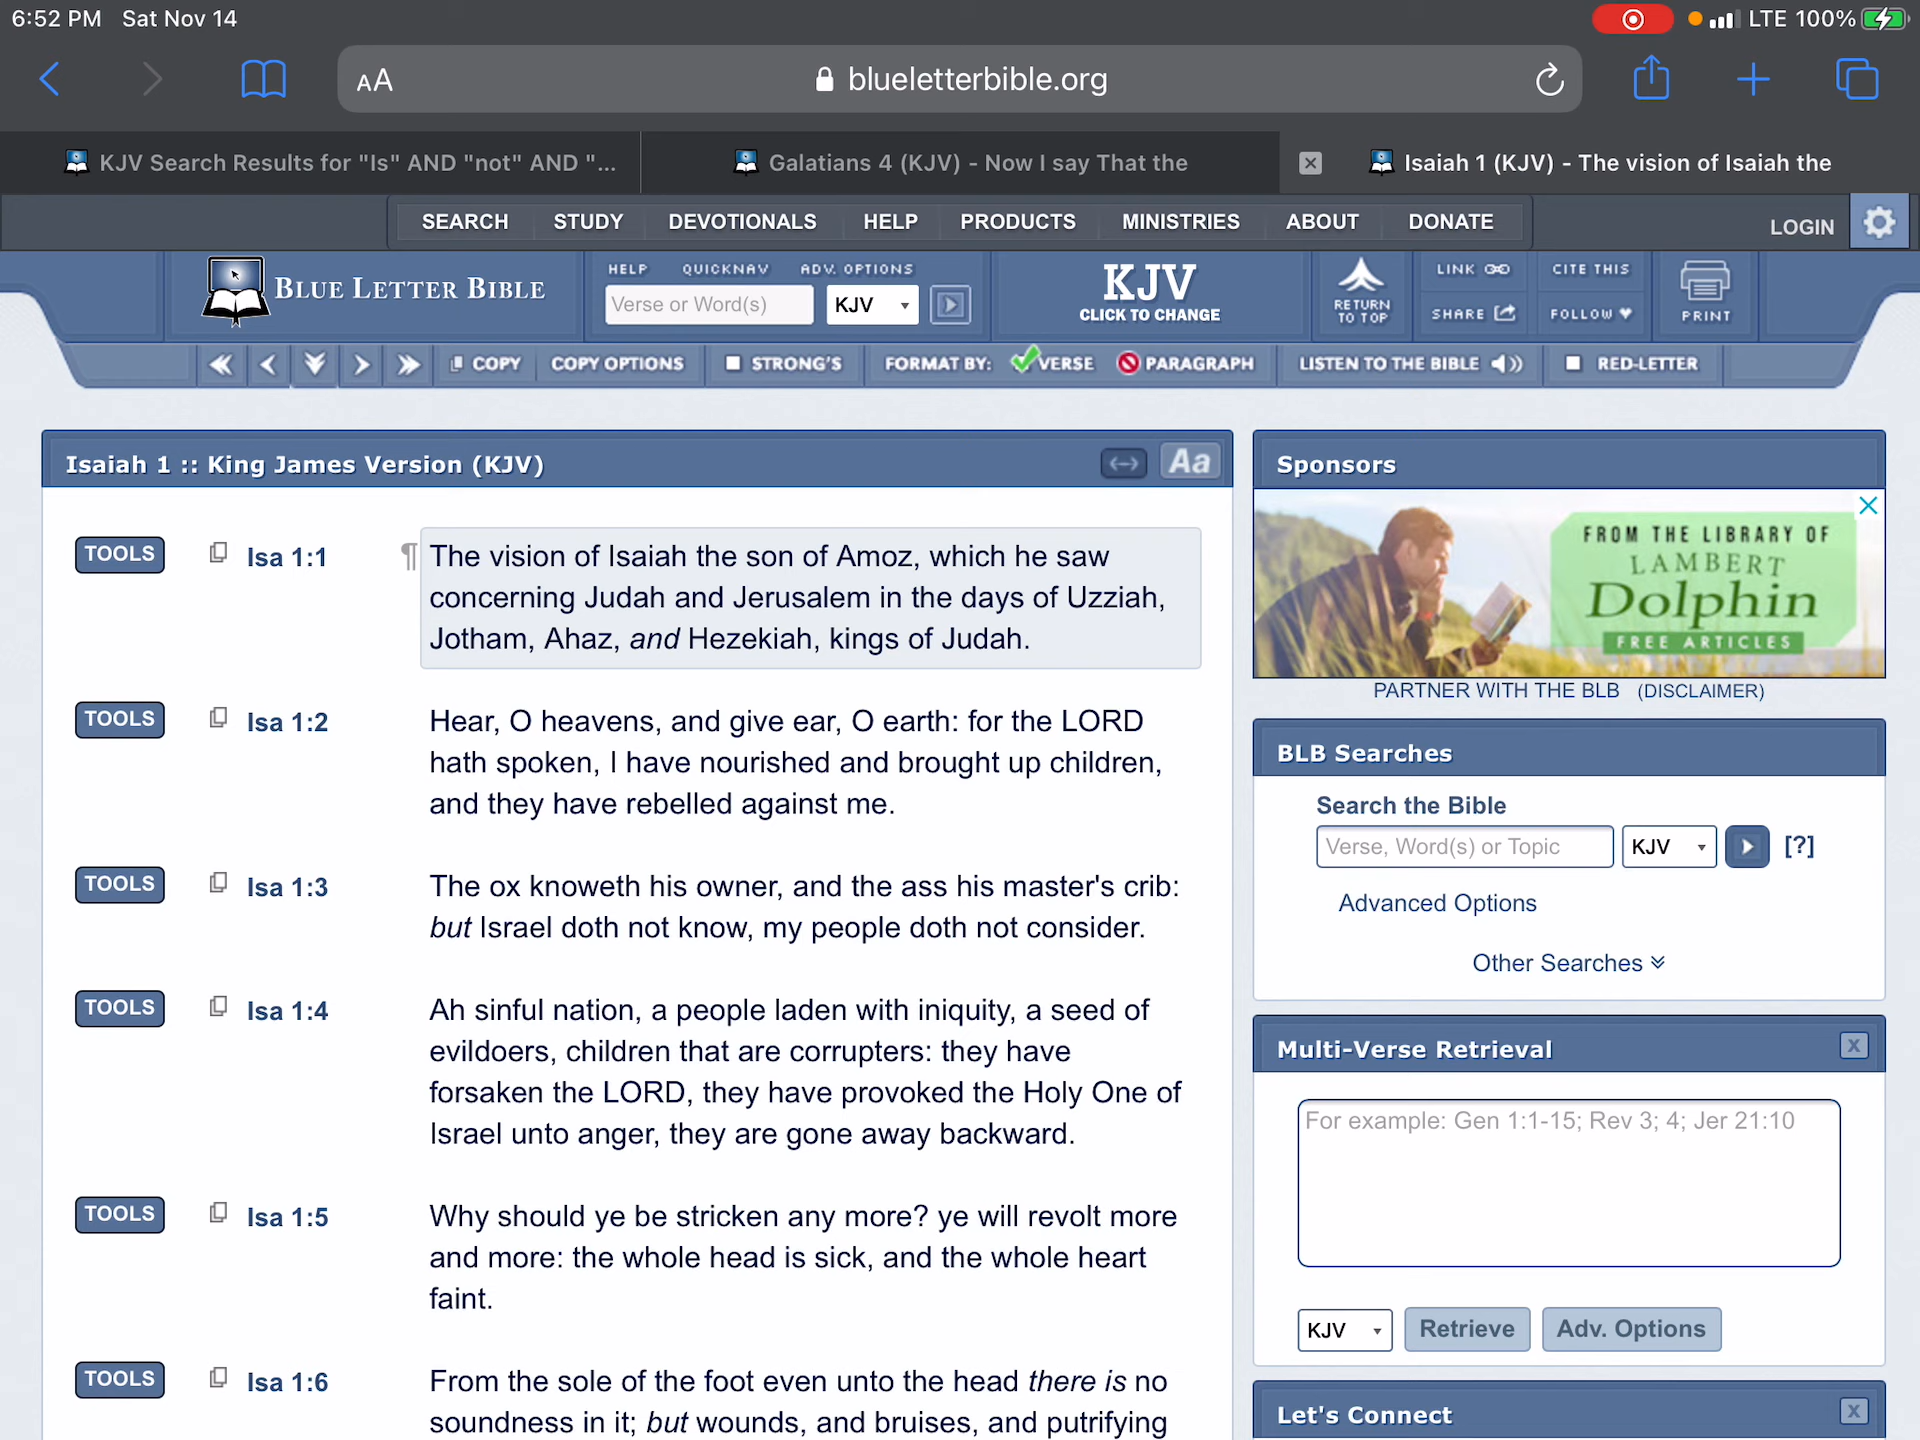 6:52 PM Sat Nov 14
LTE 100%
AA
blueletterbible.org
KJV Search Results for "Is" AND "not" AND "...
Galatians 4 (KJV) - Now I say That the
Isaiah 1 (KJV) - The vision of Isaiah the
SEARCH STUDY DEVOTIONALS HELP PRODUCTS MINISTRIES ABOUT DONATE
LOGIN
BLUE LETTER BIBLE
HELP QUICKNAV ADV. OPTIONS
Verse or Word(s) KJV
KJV
CLICK TO CHANGE
RETURN
TO TOP
LINK
SHARE
CITE THIS
FOLLOW
PRINT
COPY COPY OPTIONS STRONG'S FORMAT BY: VERSE PARAGRAPH LISTEN TO THE BIBLE RED-LETTER
Isaiah 1 :: King James Version (KJV)
Aa
TOOLS Isa 1:1 ¶ The vision of Isaiah the son of Amoz, which he saw
concerning Judah and Jerusalem in the days of Uzziah,
Jotham, Ahaz, and Hezekiah, kings of Judah.
TOOLS Isa 1:2 Hear, O heavens, and give ear, O earth: for the LORD
hath spoken, I have nourished and brought up children,
and they have rebelled against me.
TOOLS Isa 1:3 The ox knoweth his owner, and the ass his master's crib:
but Israel doth not know, my people doth not consider.
TOOLS Isa 1:4 Ah sinful nation, a people laden with iniquity, a seed of
evildoers, children that are corrupters: they have
forsaken the LORD, they have provoked the Holy One of
Israel unto anger, they are gone away backward.
TOOLS Isa 1:5 Why should ye be stricken any more? ye will revolt more
and more: the whole head is sick, and the whole heart
faint.
TOOLS Isa 1:6 From the sole of the foot even unto the head there is no
soundness in it; but wounds, and bruises, and putrifying
Sponsors
FROM THE LIBRARY OF
LAMBERT
Dolphin
FREE ARTICLES
PARTNER WITH THE BLB (DISCLAIMER)
BLB Searches
Search the Bible
Verse, Word(s) or Topic KJV [?]
Advanced Options
Other Searches
Multi-Verse Retrieval X
For example: Gen 1:1-15; Rev 3; 4; Jer 21:10
KJV Retrieve Adv. Options
Let's Connect X